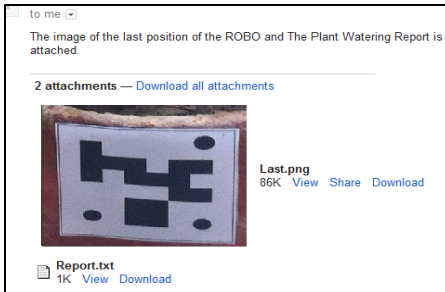 to me
The image of the last position of the ROBO and The Plant Watering Report is
attached.
2 attachments — Download all attachments
Last.png
86K View Share Download
Report.txt
1K View Download